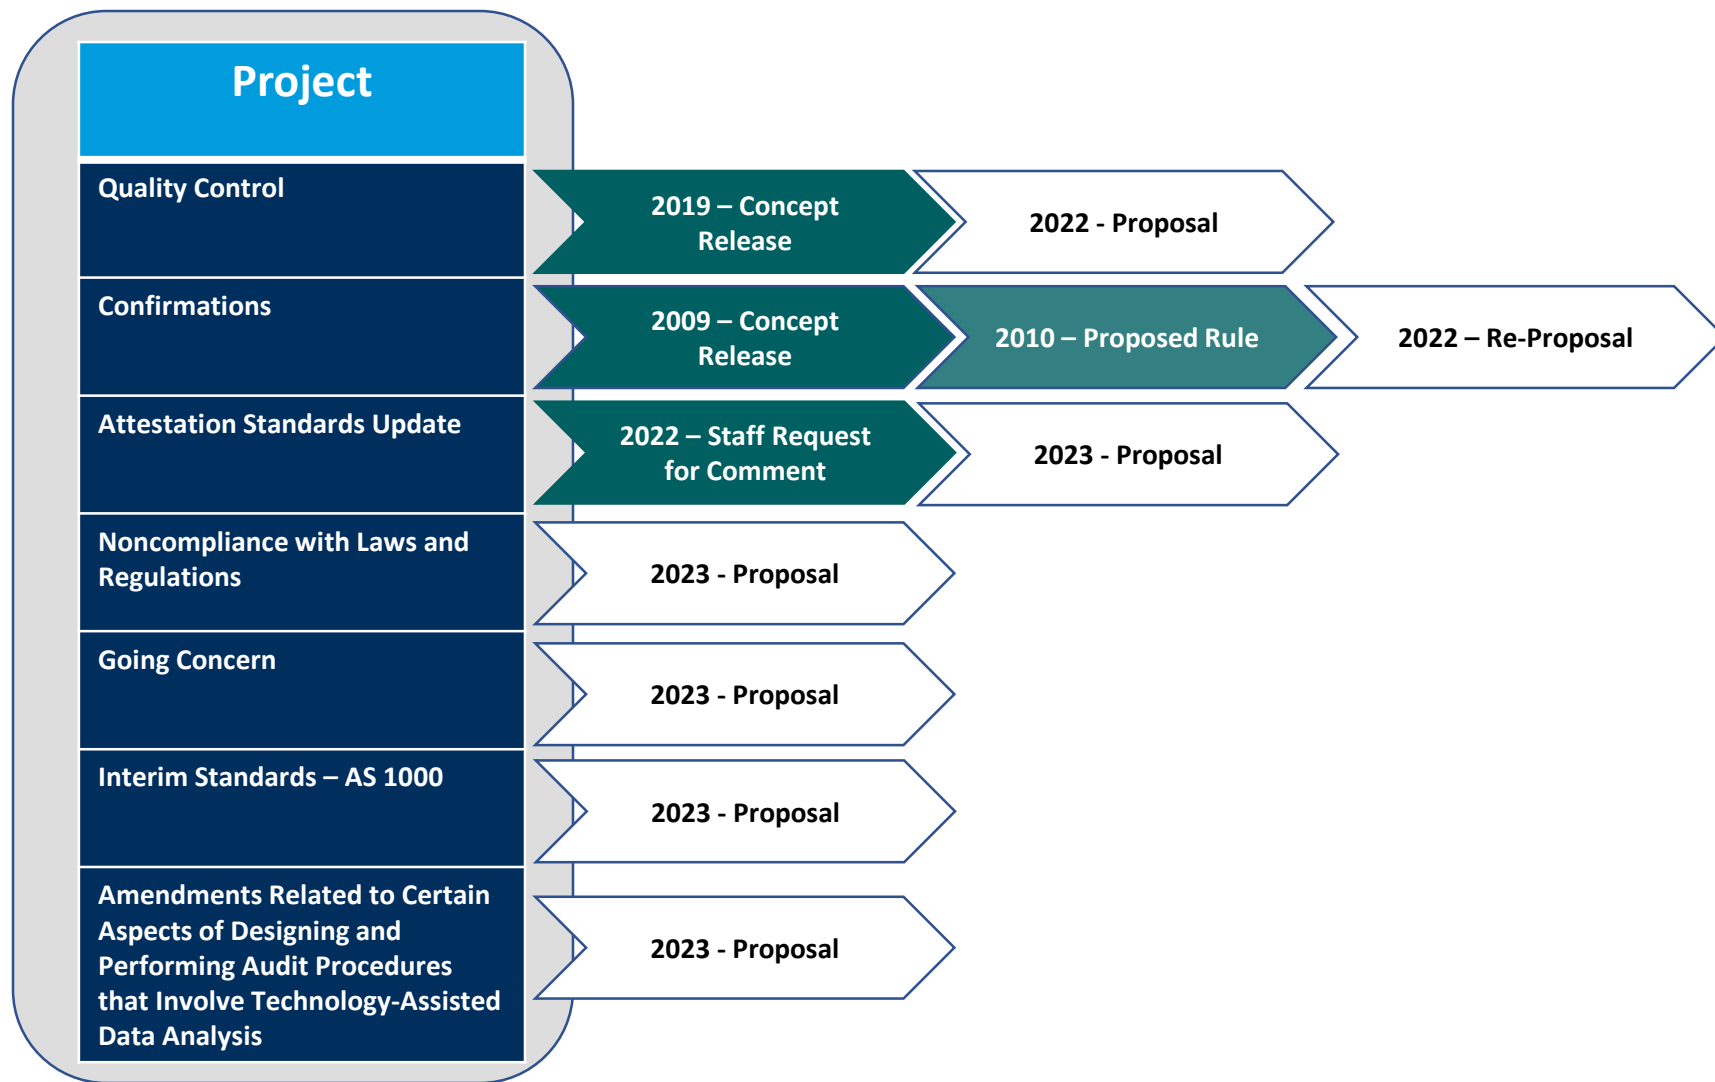 Project
Quality Control
2019 – Concept
Release
2022 - Proposal
Confirmations
2009 – Concept
Release
2010 – Proposed Rule
2022 – Re-Proposal
Attestation Standards Update
2022 – Staff Request
for Comment
2023 - Proposal
Noncompliance with Laws and
Regulations
2023 - Proposal
Going Concern
2023 - Proposal
Interim Standards – AS 1000
2023 - Proposal
Amendments Related to Certain
Aspects of Designing and
Performing Audit Procedures
that Involve Technology-Assisted
Data Analysis
2023 - Proposal